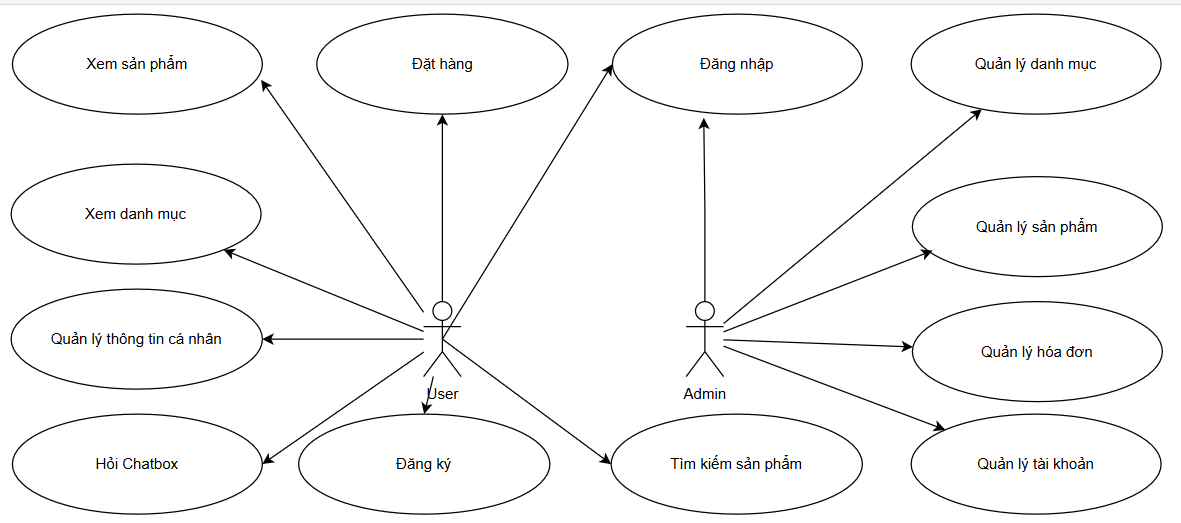 Xem sản phẩm
Đặt hàng
Đăng nhập
Quản lý danh mục
Xem danh mục
Quản lý sản phẩm
Quản lý thông tin cá nhân
Quản lý hóa đơn
User
Admin
Hỏi Chatbox
Đăng ký
Tìm kiếm sản phẩm
Quản lý tài khoản